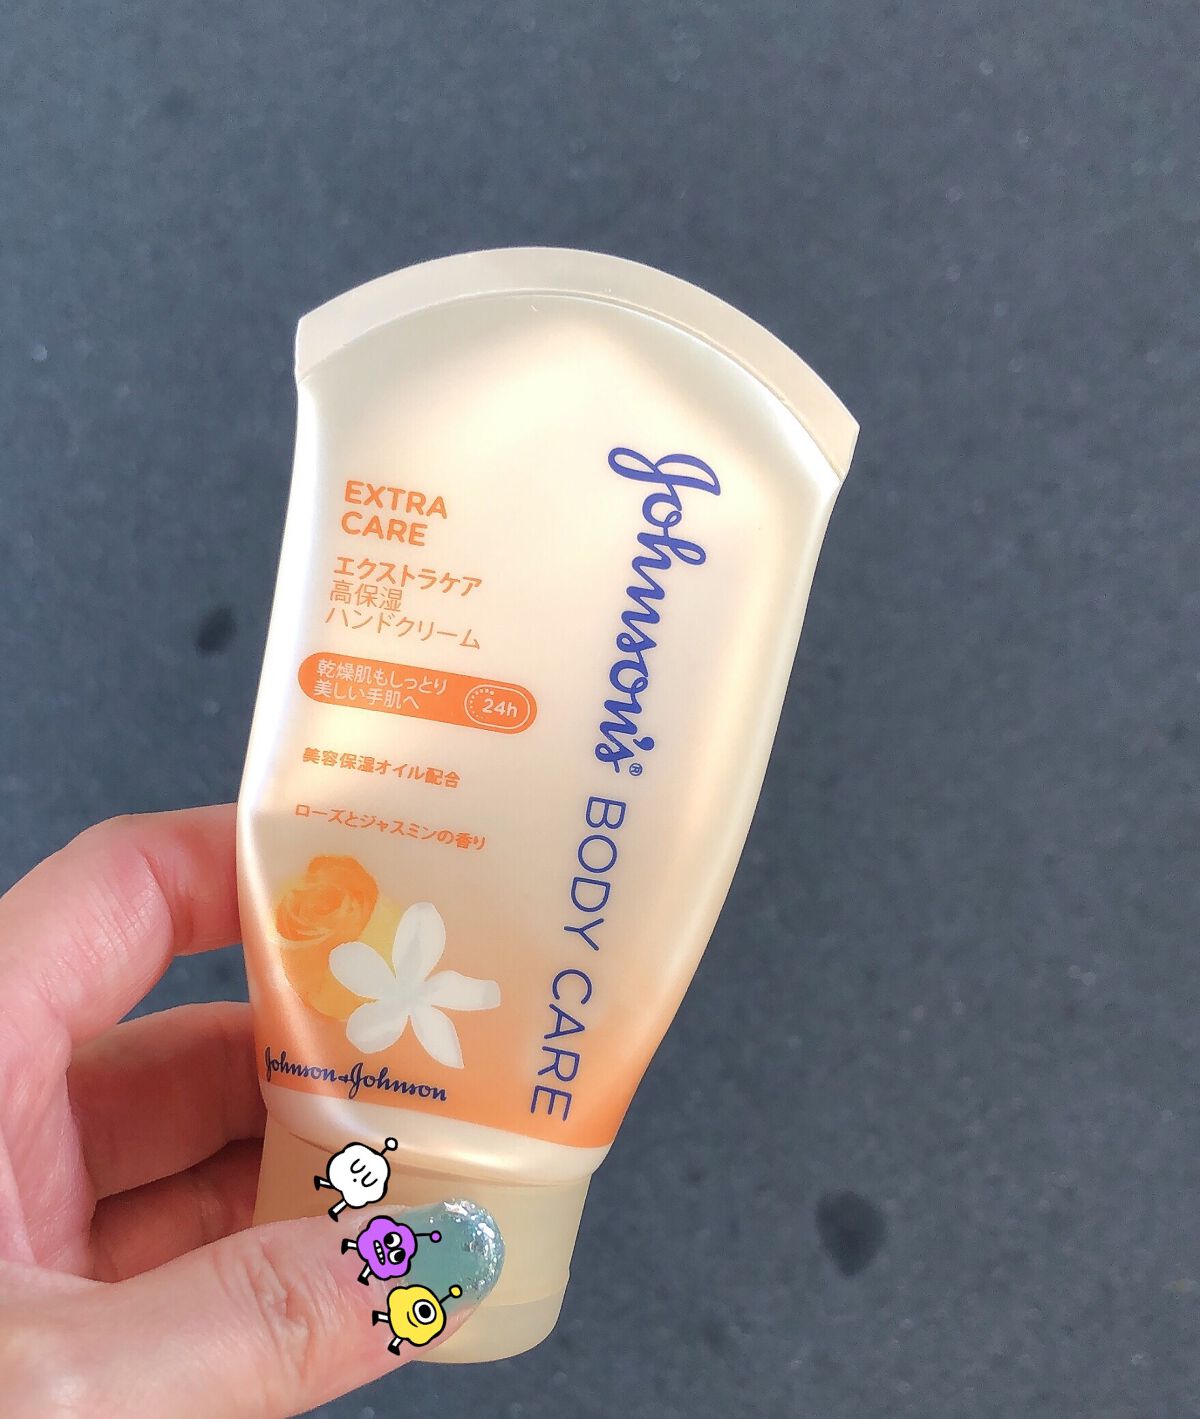 EXTRA
CARE
エクストラケア
高保湿
ハンドクリーム
乾燥肌もしっとり
美しい手肌へ
24h
美容保湿オイル配合
ローズとジャスミンの香り
Johnson's® BODY CARE
Johnson & Johnson